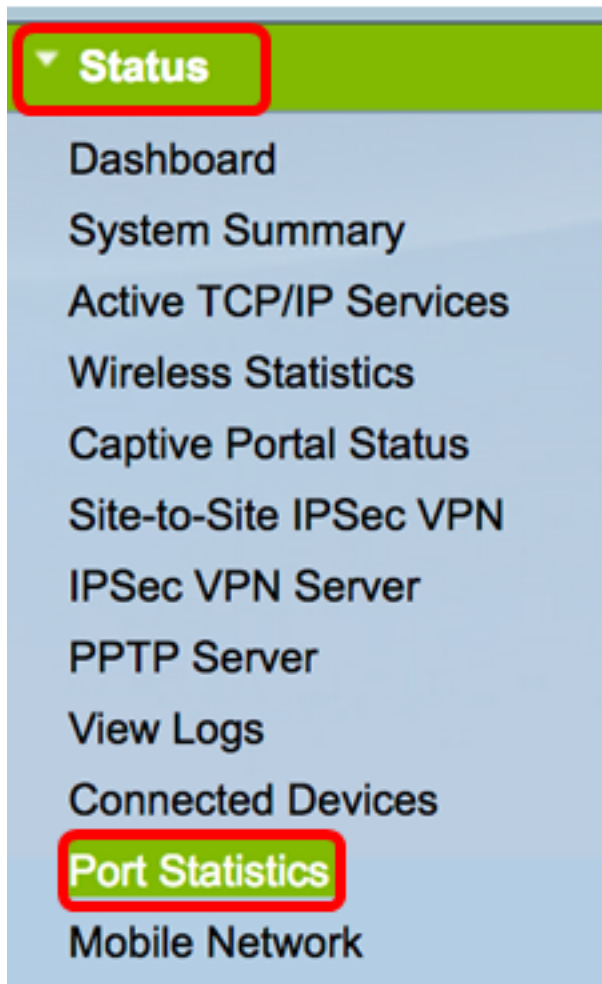 Status
Dashboard
System Summary
Active TCP/IP Services
Wireless Statistics
Captive Portal Status
Site-to-Site IPSec VPN
IPSec VPN Server
PPTP Server
View Logs
Connected Devices
Port Statistics
Mobile Network